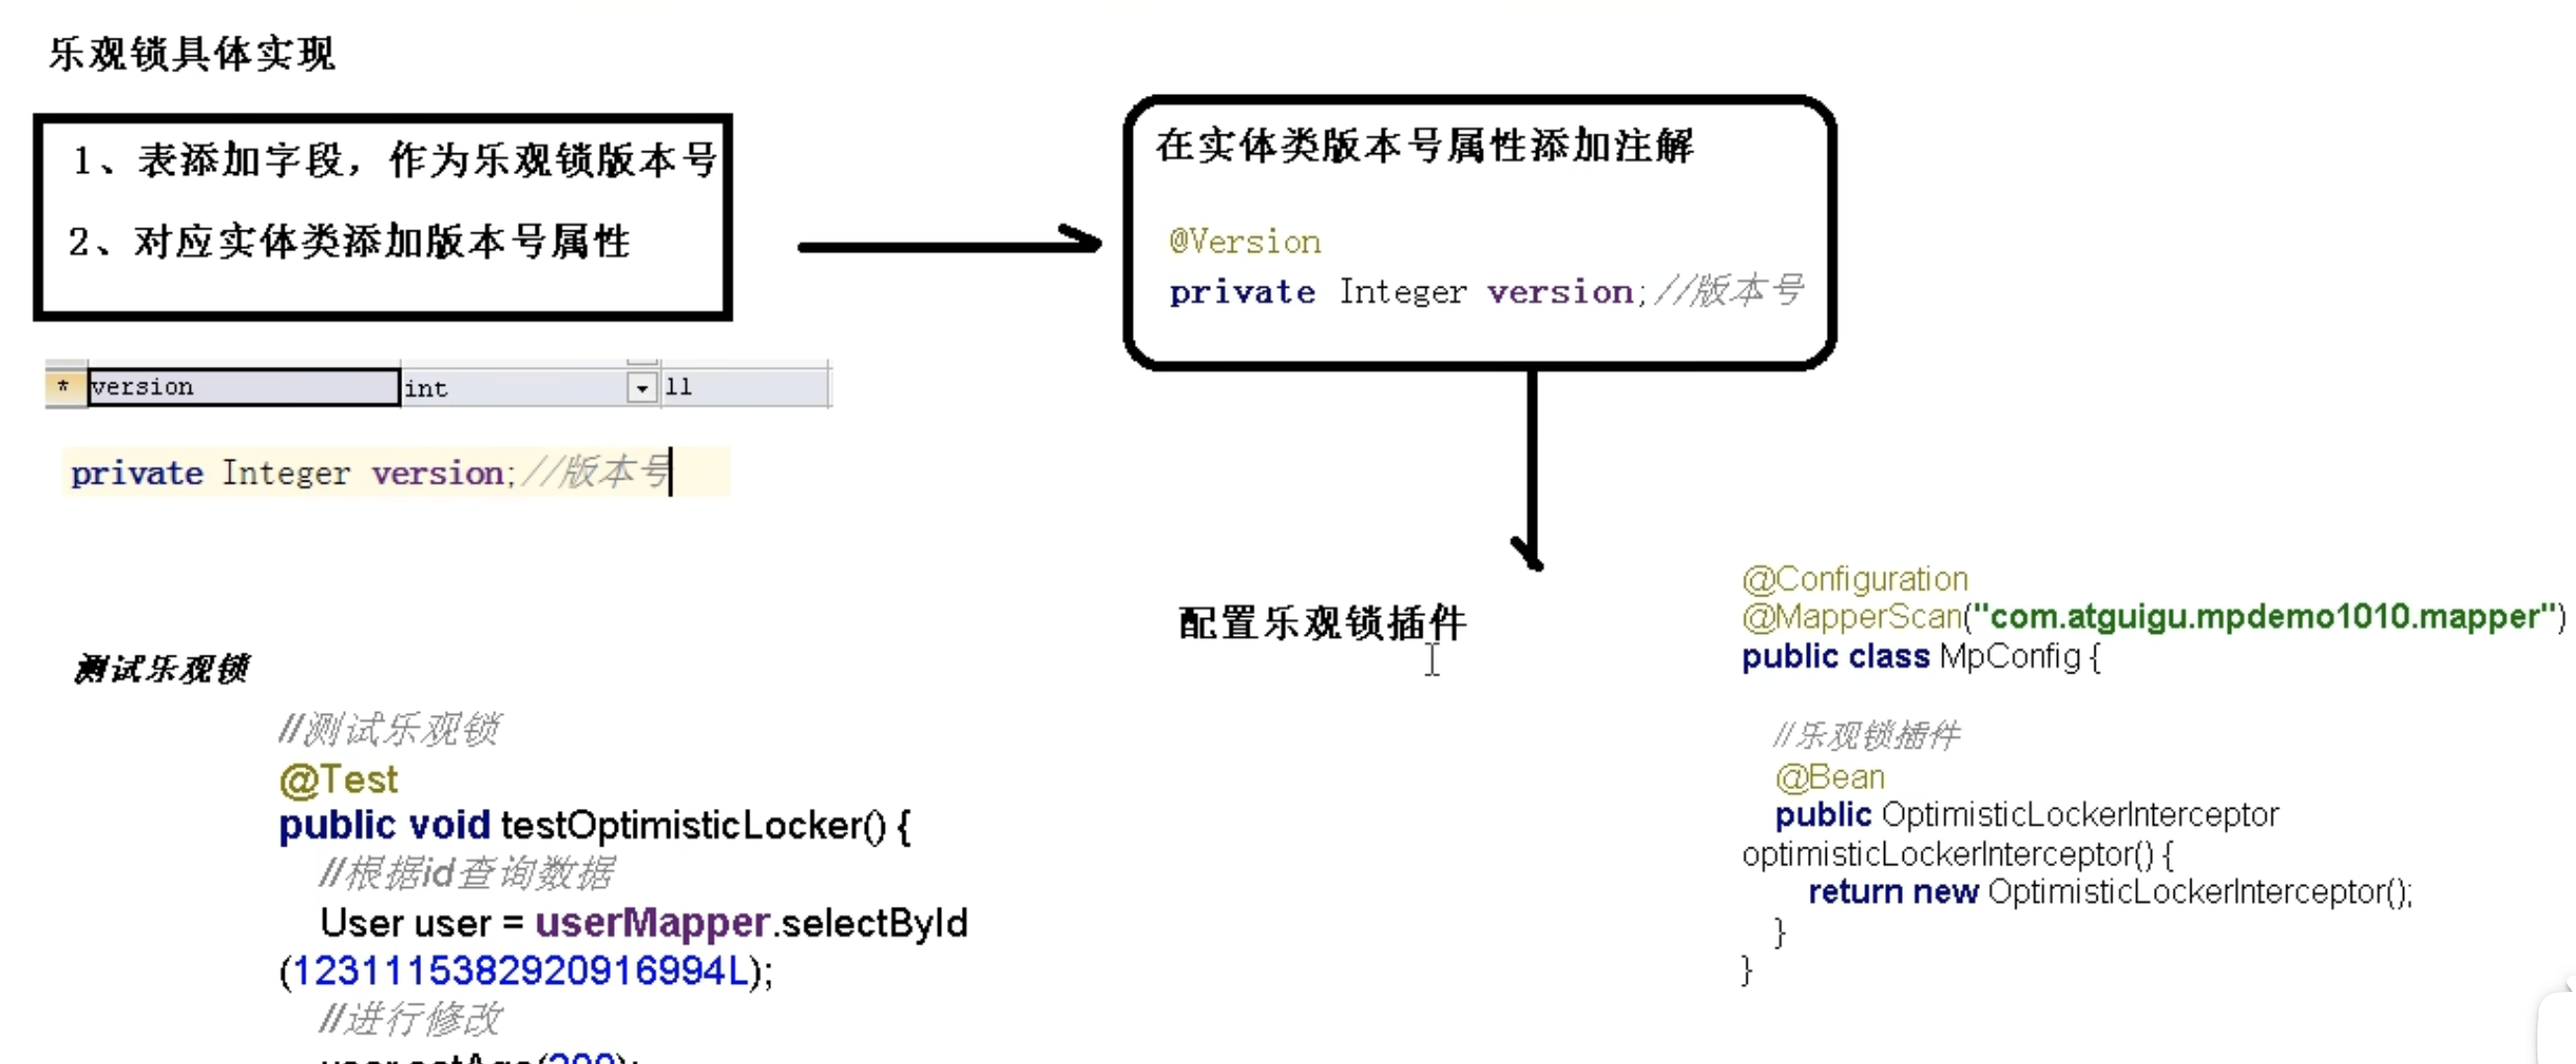 乐观锁具体实现
1、表添加字段，作为乐观锁版本号
2、对应实体类添加版本号属性
* version int 11
private Integer version;//版本号
在实体类版本号属性添加注解
@Version
private Integer version;//版本号
配置乐观锁插件
@Configuration
@MapperScan("com.atguigu.mpdemo1010.mapper")
public class MpConfig {
//乐观锁插件
@Bean
public OptimisticLockerInterceptor
optimisticLockerInterceptor() {
return new OptimisticLockerInterceptor();
}
}
测试乐观锁
//测试乐观锁
@Test
public void testOptimisticLocker() {
//根据id查询数据
User user = userMapper.selectById
(1231115382920916994L);
//进行修改